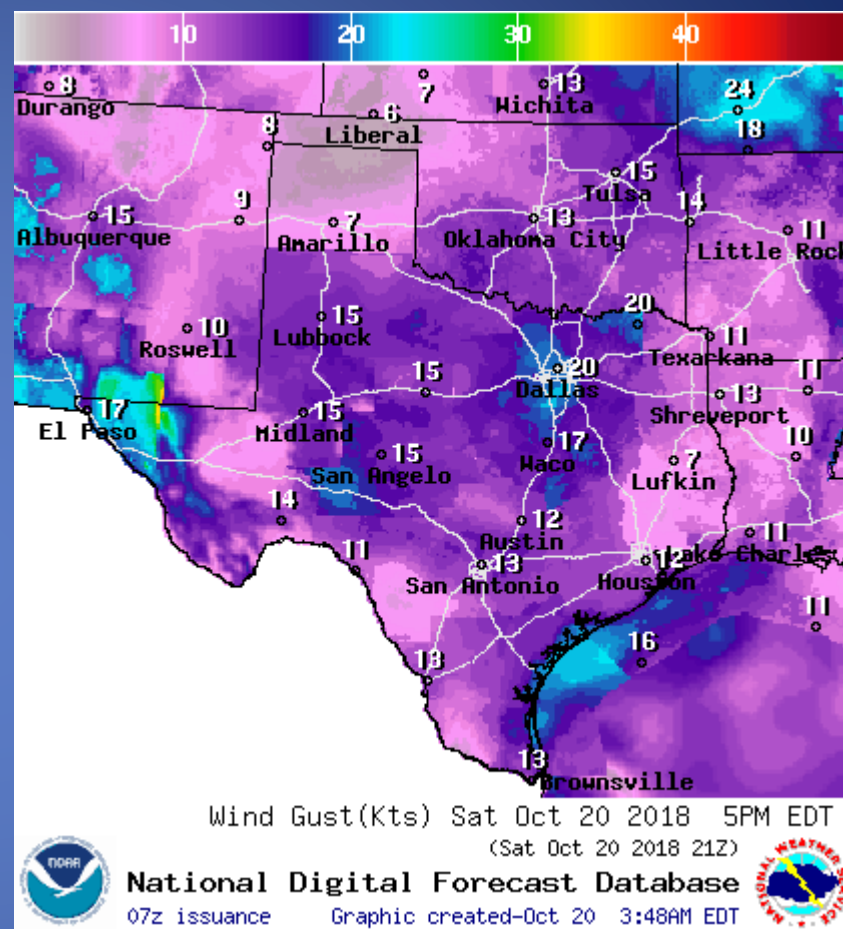 10 20 30 40
8 7 13 24
Durango Wichita
6
Liberal
8 18
15
Tulsa
15 9 7 13 14 11
Albuquerque Amarillo Oklahoma City Little Rock
10 15 20 11
Roswell Lubbock Texarkana
15 20 13 11
Dallas Shreveport
17 15
El Paso Midland
15 17 7 10
San Angelo Waco Lufkin
14 12 11
Austin
11 13 12 Lake Charles
San Antonio Houston
11
16
13
13
Brownsville
Wind Gust(Kts) Sat Oct 20 2018 5PM EDT
(Sat Oct 20 2018 21Z)
NOAA
National Digital Forecast Database
07z issuance Graphic created-Oct 20 3:48AM EDT
NATIONAL WEATHER SERVICE